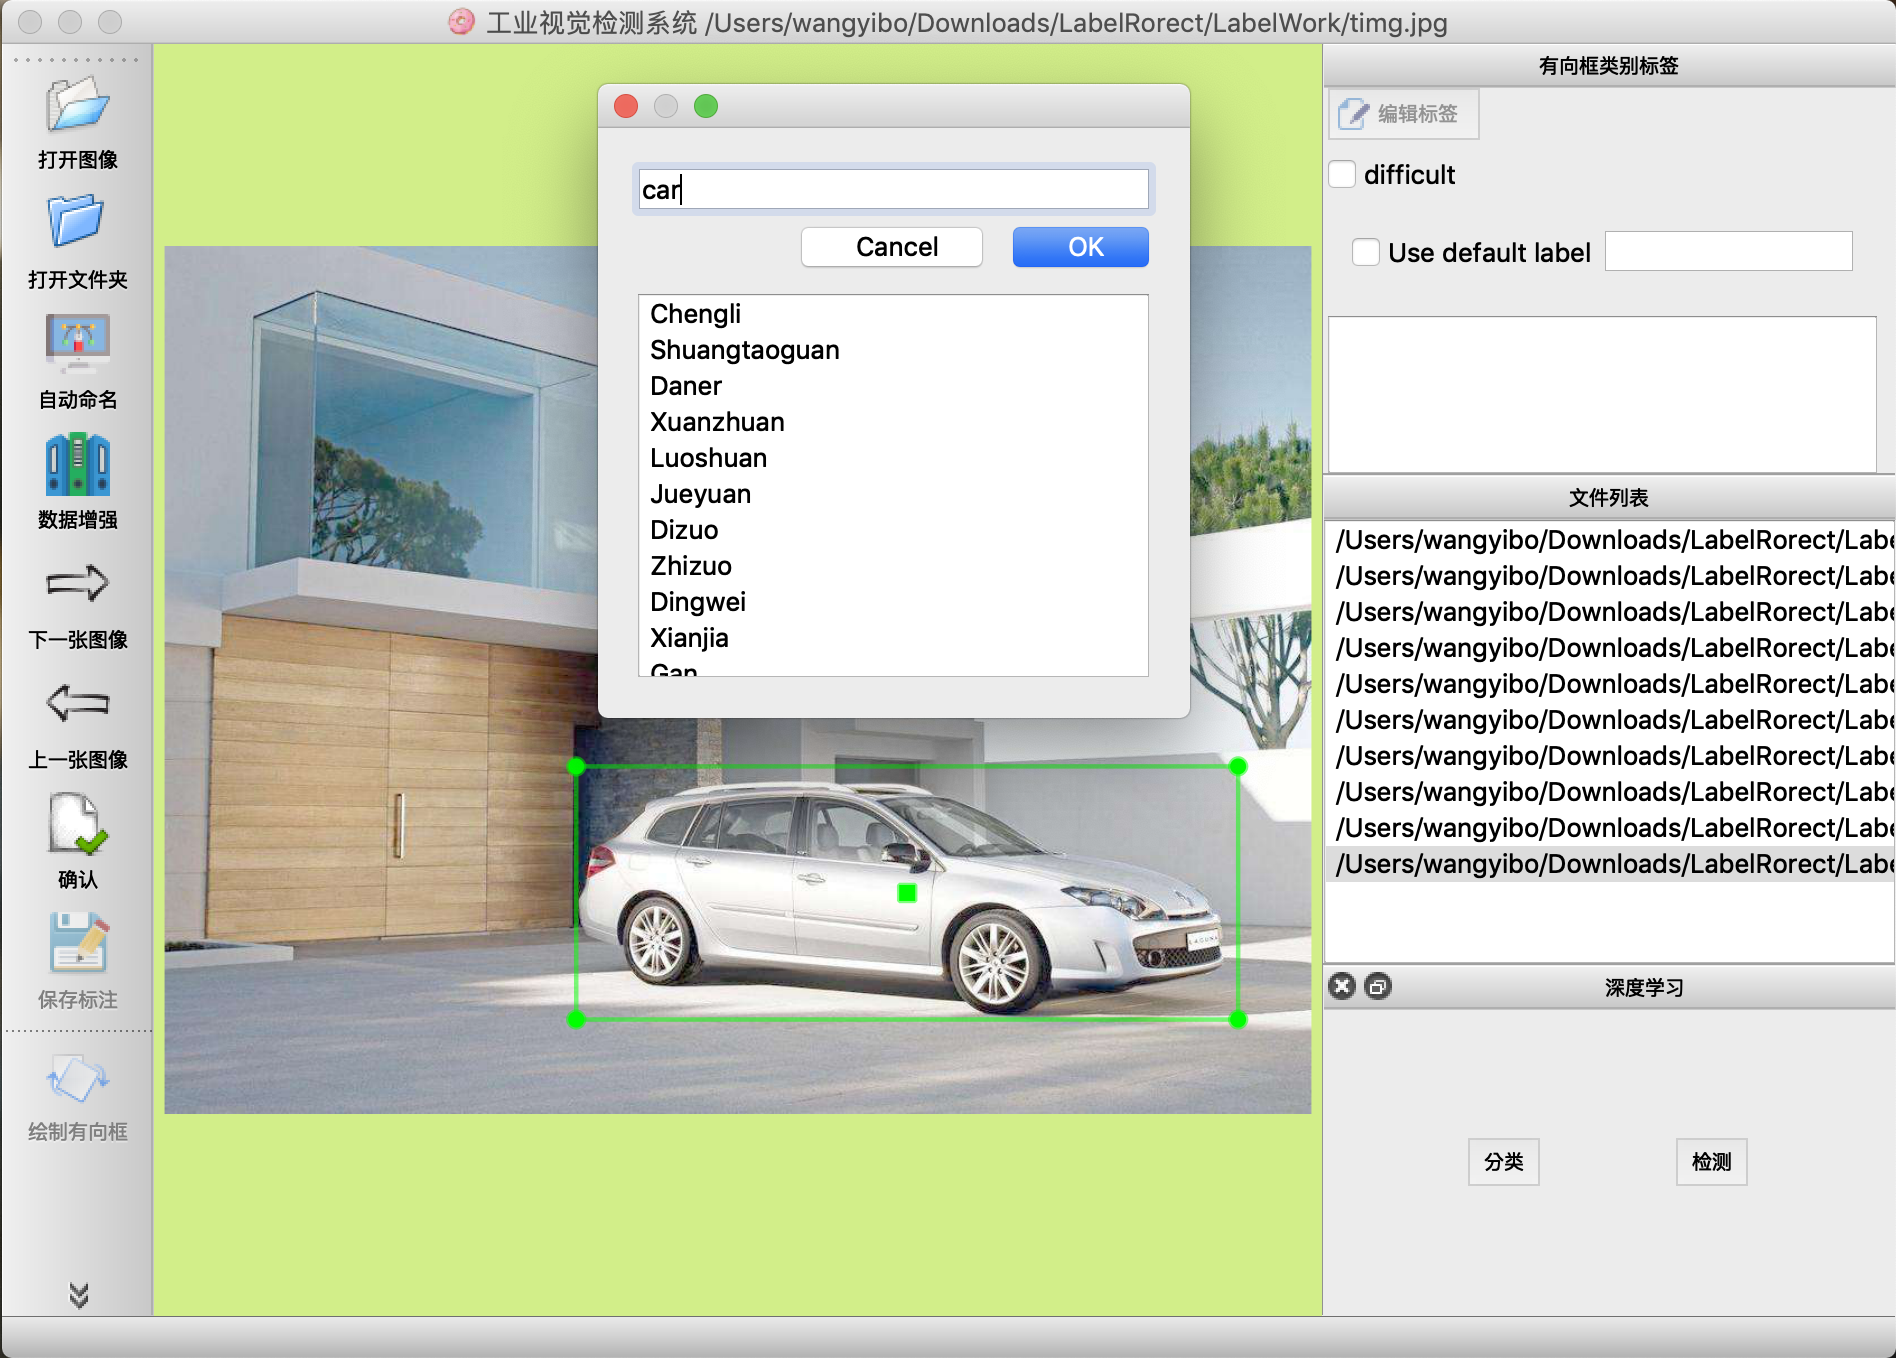 工业视觉检测系统 /Users/wangyibo/Downloads/LabelRorect/LabelWork/timg.jpg
打开图像
打开文件夹
自动命名
数据增强
下一张图像
上一张图像
确认
保存标注
绘制有向框
car
Cancel
OK
Chengli
Shuangtaoguan
Daner
Xuanzhuan
Luoshuan
Jueyuan
Dizuo
Zhizuo
Dingwei
Xianjia
Gan
LAGUNA
有向框类别标签
编辑标签
difficult
Use default label
文件列表
/Users/wangyibo/Downloads/LabelRorect/Labe
/Users/wangyibo/Downloads/LabelRorect/Labe
/Users/wangyibo/Downloads/LabelRorect/Labe
/Users/wangyibo/Downloads/LabelRorect/Labe
/Users/wangyibo/Downloads/LabelRorect/Labe
/Users/wangyibo/Downloads/LabelRorect/Labe
/Users/wangyibo/Downloads/LabelRorect/Labe
/Users/wangyibo/Downloads/LabelRorect/Labe
/Users/wangyibo/Downloads/LabelRorect/Labe
/Users/wangyibo/Downloads/LabelRorect/Labe
深度学习
分类
检测